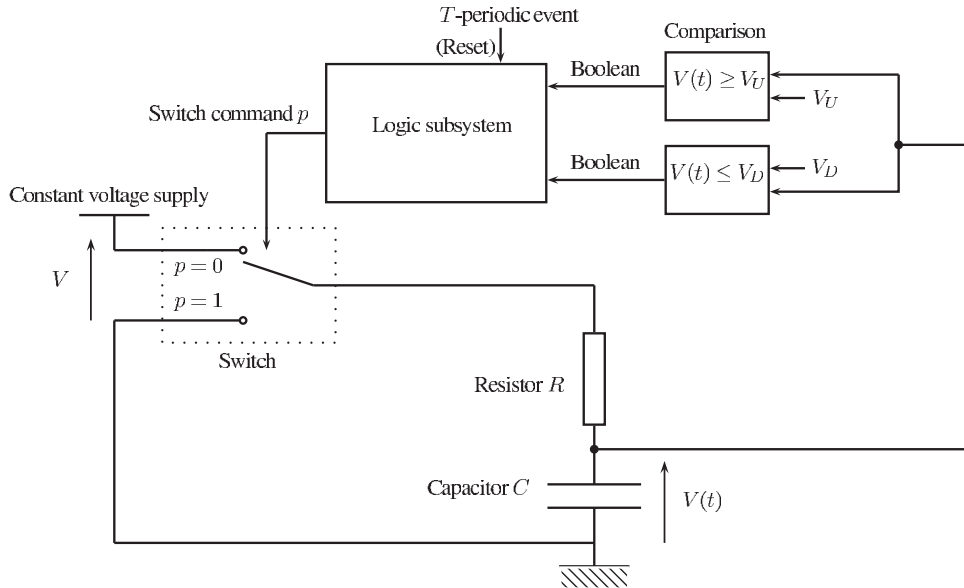 T-periodic event
(Reset)
Comparison
Boolean
V(t) ≥ V_U
V_U
Switch command p
Logic subsystem
Boolean
V(t) ≤ V_D
V_D
Constant voltage supply
V
p = 0
p = 1
Switch
Resistor R
Capacitor C
V(t)